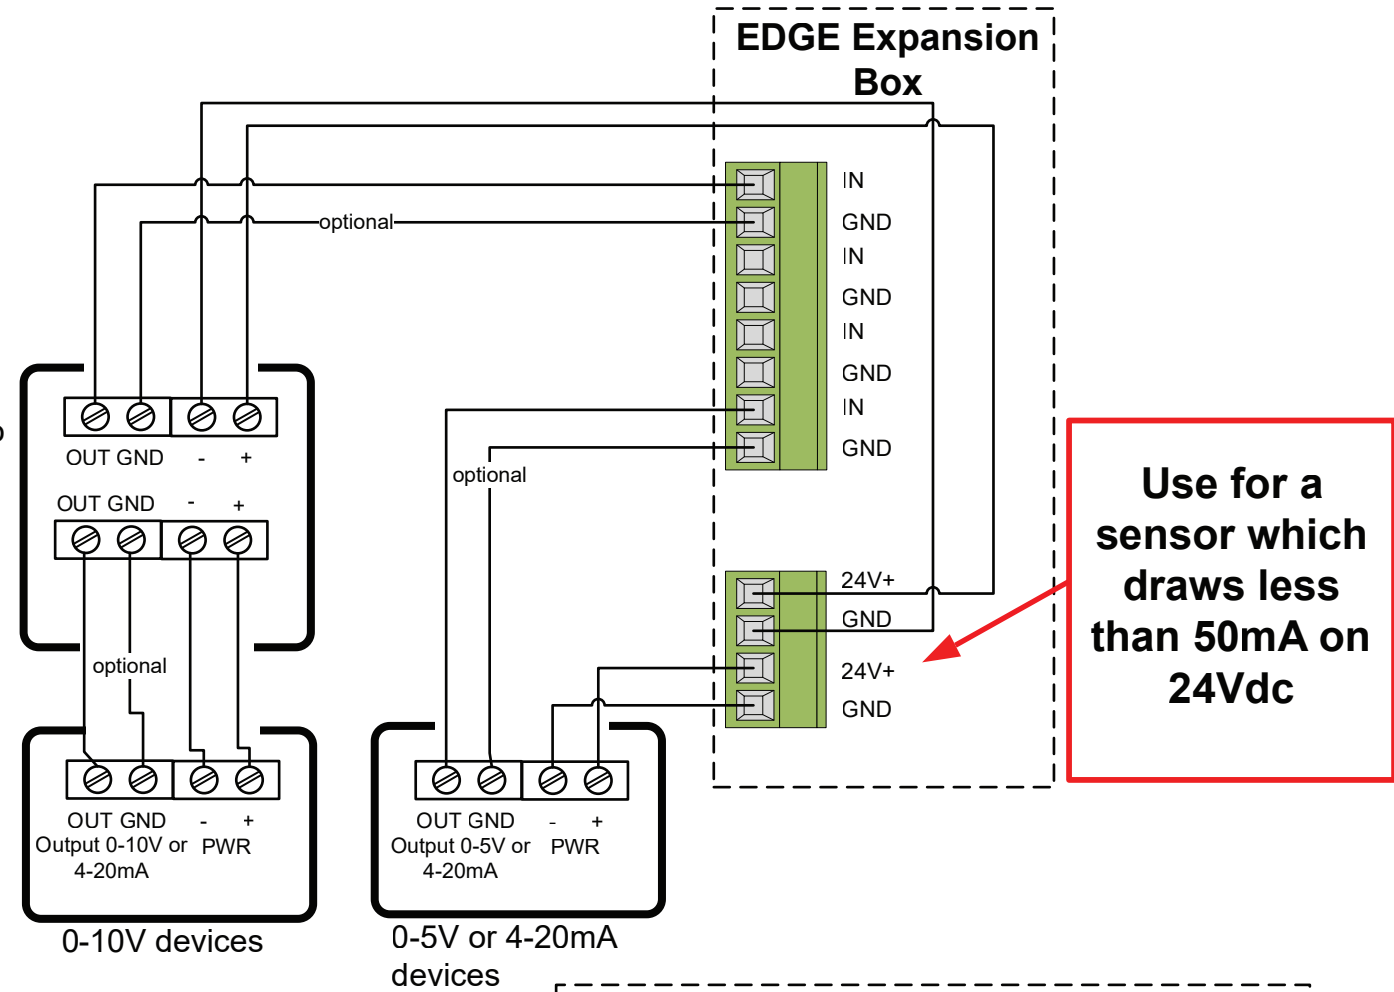 EDGE Expansion
Box
IN
optional
GND
IN
GND
IN
GND
IN
GND
OUT GND - +
optional
OUT GND - +
24V+
GND
24V+
GND
Use for a
sensor which
draws less
than 50mA on
24Vdc
optional
OUT GND - +
Output 0-10V or PWR
4-20mA
0-10V devices
OUT GND - +
Output 0-5V or PWR
4-20mA
0-5V or 4-20mA
devices